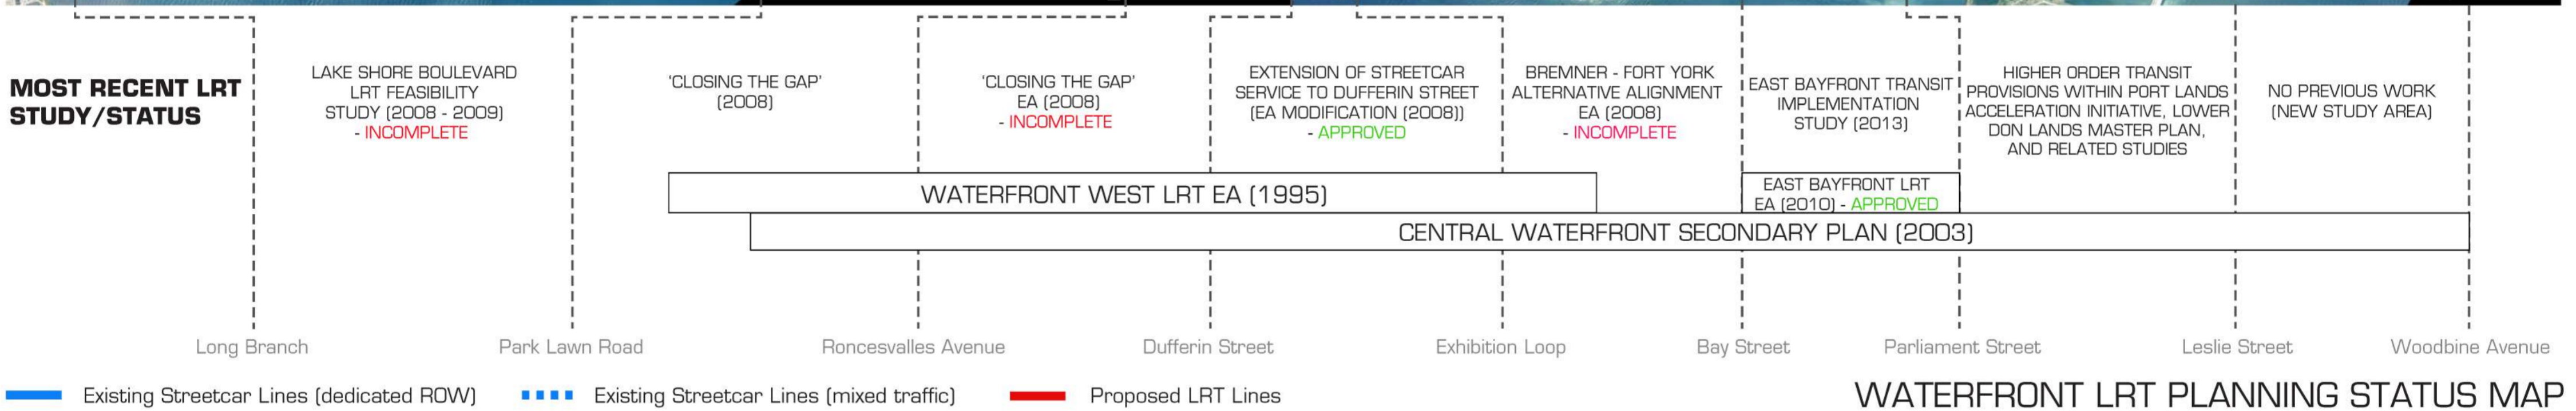 MOST RECENT LRT
STUDY/STATUS
LAKE SHORE BOULEVARD
LRT FEASIBILITY
STUDY (2008 - 2009)
- INCOMPLETE
'CLOSING THE GAP'
(2008)
'CLOSING THE GAP'
EA (2008)
- INCOMPLETE
EXTENSION OF STREETCAR
SERVICE TO DUFFERIN STREET
(EA MODIFICATION (2008))
- APPROVED
BREMNER - FORT YORK
ALTERNATIVE ALIGNMENT
EA (2008)
- INCOMPLETE
EAST BAYFRONT TRANSIT
IMPLEMENTATION
STUDY (2013)
HIGHER ORDER TRANSIT
PROVISIONS WITHIN PORT LANDS
ACCELERATION INITIATIVE, LOWER
DON LANDS MASTER PLAN,
AND RELATED STUDIES
NO PREVIOUS WORK
(NEW STUDY AREA)
WATERFRONT WEST LRT EA (1995)
EAST BAYFRONT LRT
EA (2010) - APPROVED
CENTRAL WATERFRONT SECONDARY PLAN (2003)
Long Branch
Park Lawn Road
Roncesvalles Avenue
Dufferin Street
Exhibition Loop
Bay Street
Parliament Street
Leslie Street
Woodbine Avenue
Existing Streetcar Lines (dedicated ROW)
Existing Streetcar Lines (mixed traffic)
Proposed LRT Lines
WATERFRONT LRT PLANNING STATUS MAP